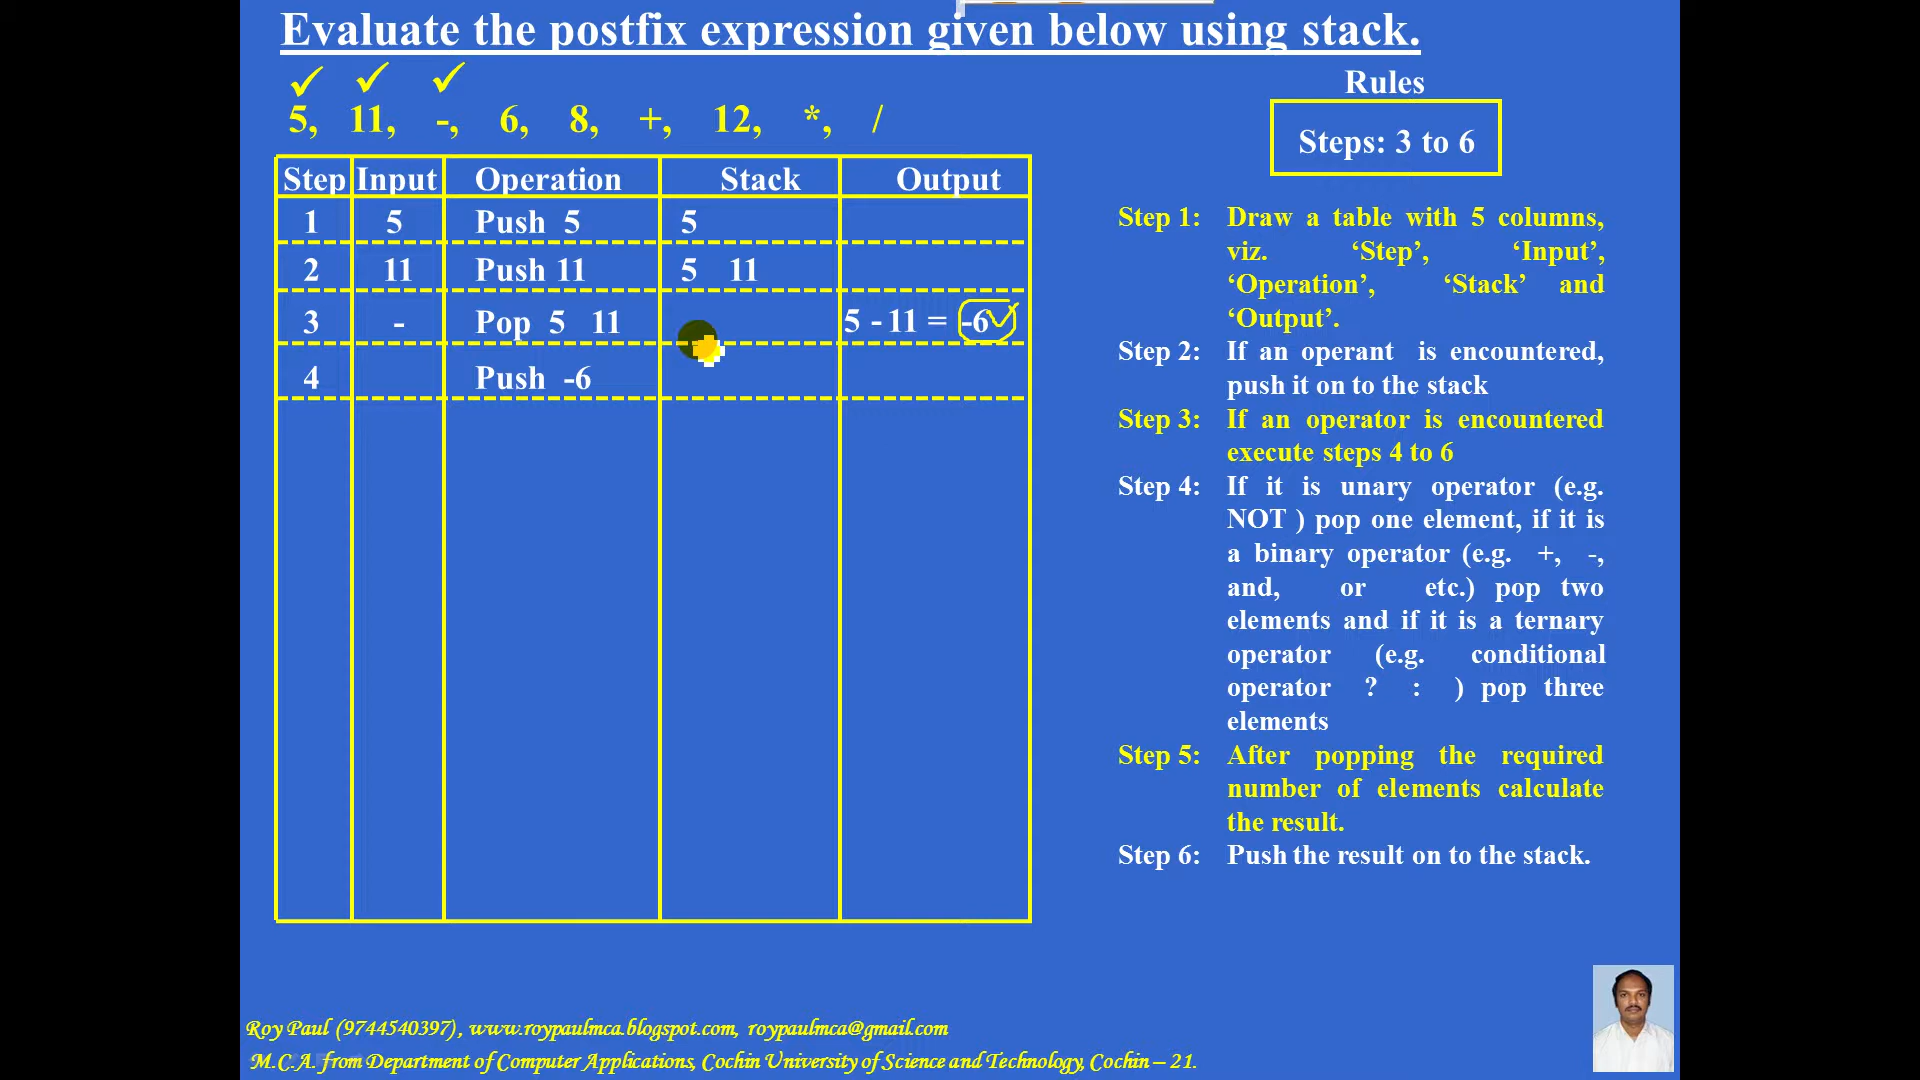 Evaluate the postfix expression given below using stack.
5, 11, -, 6, 8, +, 12, *, /
Rules
Steps: 3 to 6
Step Input Operation Stack Output
1 5 Push 5 5
2 11 Push 11 5 11
3 - Pop 5 11 5 - 11 = -6
4 Push -6
Step 1: Draw a table with 5 columns,
viz. ‘Step’, ‘Input’,
‘Operation’, ‘Stack’ and
‘Output’.
Step 2: If an operant is encountered,
push it on to the stack
Step 3: If an operator is encountered
execute steps 4 to 6
Step 4: If it is unary operator (e.g.
NOT ) pop one element, if it is
a binary operator (e.g. +, -,
and, or etc.) pop two
elements and if it is a ternary
operator (e.g. conditional
operator ? : ) pop three
elements
Step 5: After popping the required
number of elements calculate
the result.
Step 6: Push the result on to the stack.
Roy Paul (9744540397), www.roypaulmca.blogspot.com, roypaulmca@gmail.com
M.C.A. from Department of Computer Applications, Cochin University of Science and Technology, Cochin – 21.